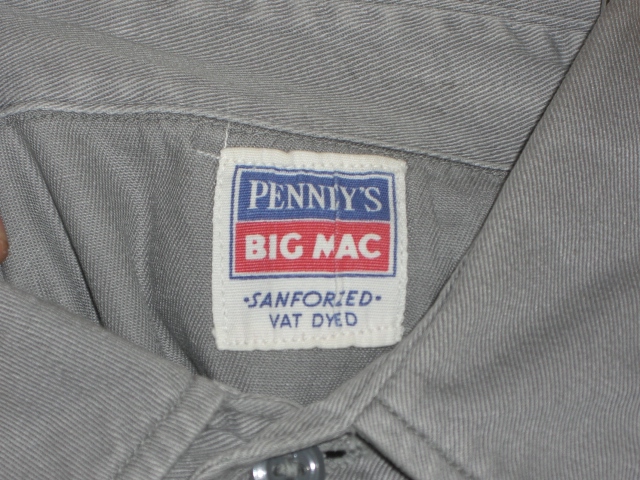 PENNEY'S
BIG MAC
·SANFORIZED·
VAT DYED